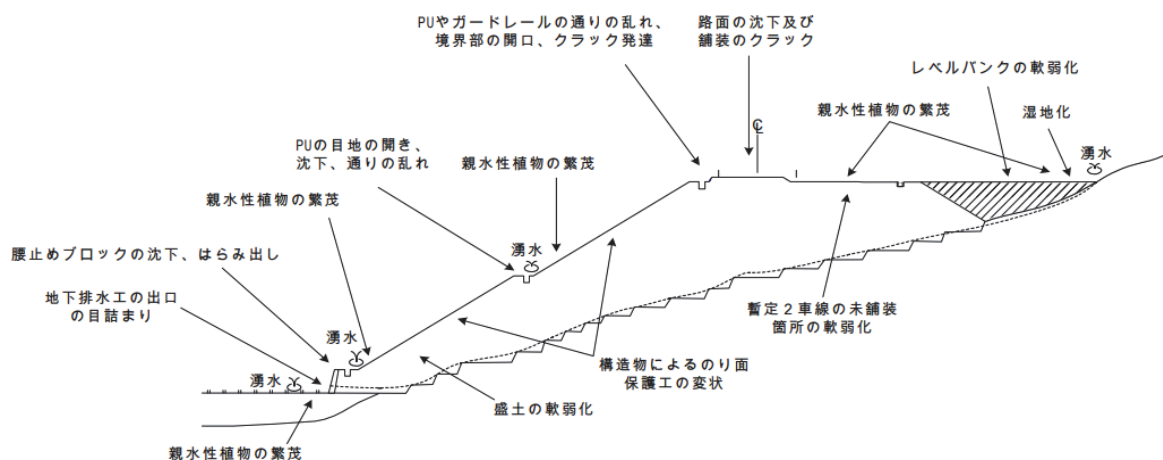 PUやガードレールの通りの乱れ、
境界部の開口、クラック発達
路面の沈下及び
舗装のクラック
レベルバンクの軟弱化
親水性植物の繁茂
湿地化
湧水
℄
PUの目地の開き、
沈下、通りの乱れ
親水性植物の繁茂
親水性植物の繁茂
湧水
腰止めブロックの沈下、はらみ出し
地下排水工の出口
の目詰まり
湧水
湧水
暫定2車線の未舗装
箇所の軟弱化
構造物によるのり面
保護工の変状
盛土の軟弱化
親水性植物の繁茂